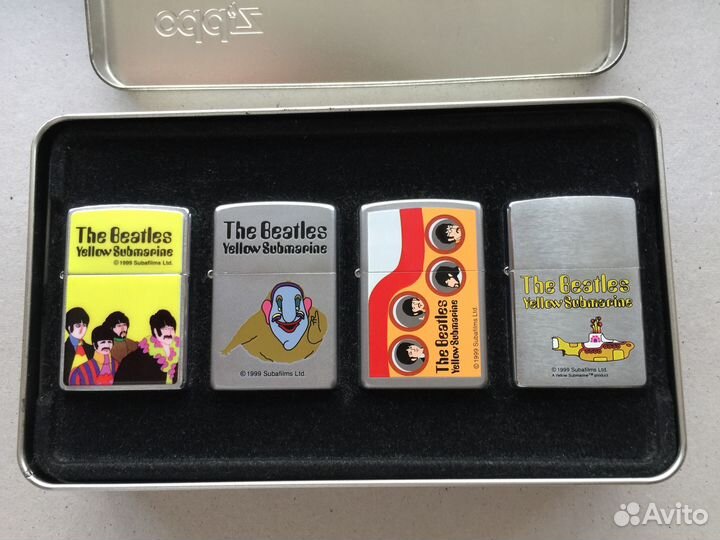 Zippo
The Beatles
Yellow Submarine
©1999 Subafilms Ltd.
The Beatles
Yellow Submarine
©1999 Subafilms Ltd.
The Beatles
Yellow Submarine
©1999 Subafilms Ltd.
The Beatles
Yellow Submarine
©1999 Subafilms Ltd.
A Yellow Submarine™ product
Avito